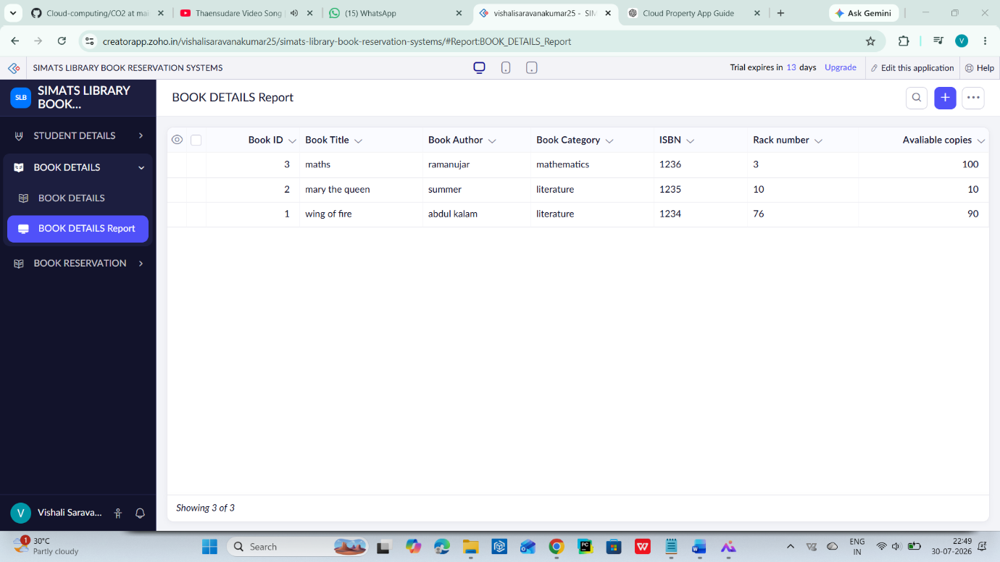 Cloud-computing/CO2 at mai
Thaensudare Video Song
(15) WhatsApp
vishalisaravanakumar25 - SIM
Cloud Property App Guide
Ask Gemini
creatorapp.zoho.in/vishalisaravanakumar25/simats-library-book-reservation-systems/#Report:BOOK_DETAILS_Report
V
SIMATS LIBRARY BOOK RESERVATION SYSTEMS
Trial expires in 13 days Upgrade
Edit this application
Help
SLB
SIMATS LIBRARY
BOOK...
STUDENT DETAILS
BOOK DETAILS
BOOK DETAILS
BOOK DETAILS Report
BOOK RESERVATION
BOOK DETAILS Report
Book ID Book Title Book Author Book Category ISBN Rack number Avaliable copies
3 maths ramanujar mathematics 1236 3 100
2 mary the queen summer literature 1235 10 10
1 wing of fire abdul kalam literature 1234 76 90
Showing 3 of 3
V
Vishali Sarava...
1
30°C
Partly cloudy
Search
PC
W
W
ENG
IN
22:49
30-07-2026